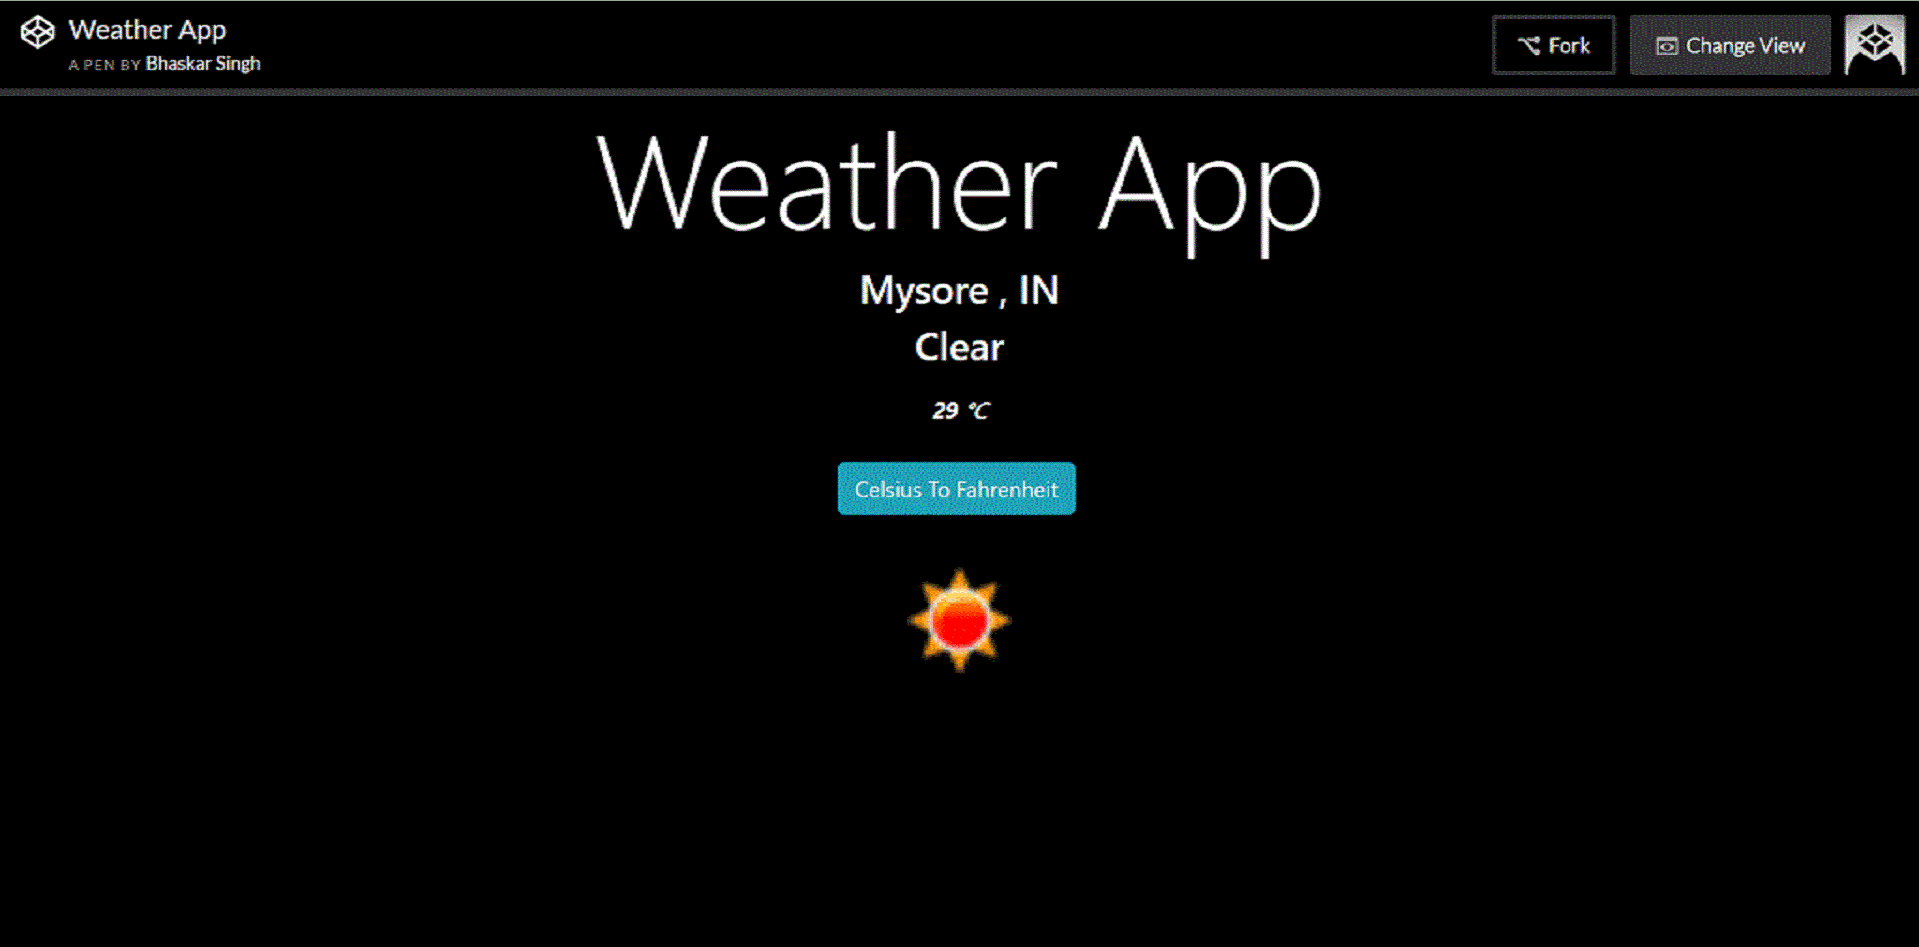 Weather App
A PEN BY Bhaskar Singh
Fork
Change View
Weather App
Mysore , IN
Clear
29 °C
Celsius To Fahrenheit